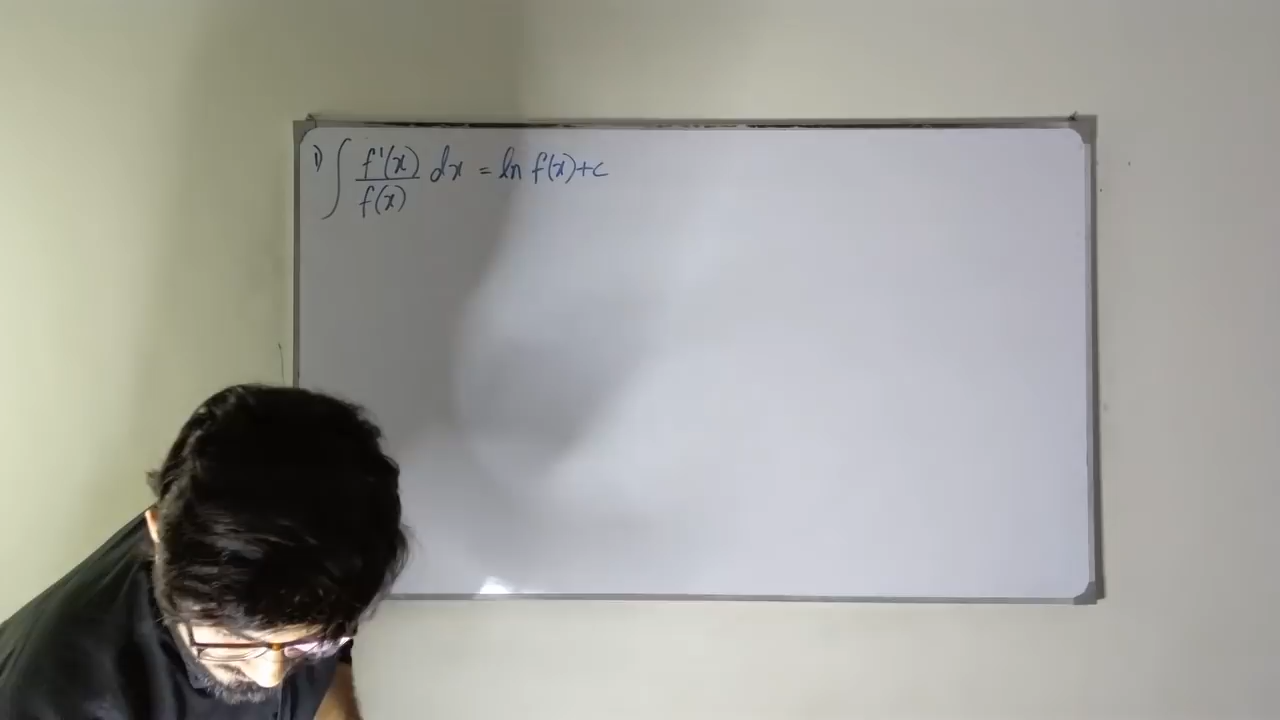 1) ∫ f'(x)/f(x) dx = ln f(x)+c